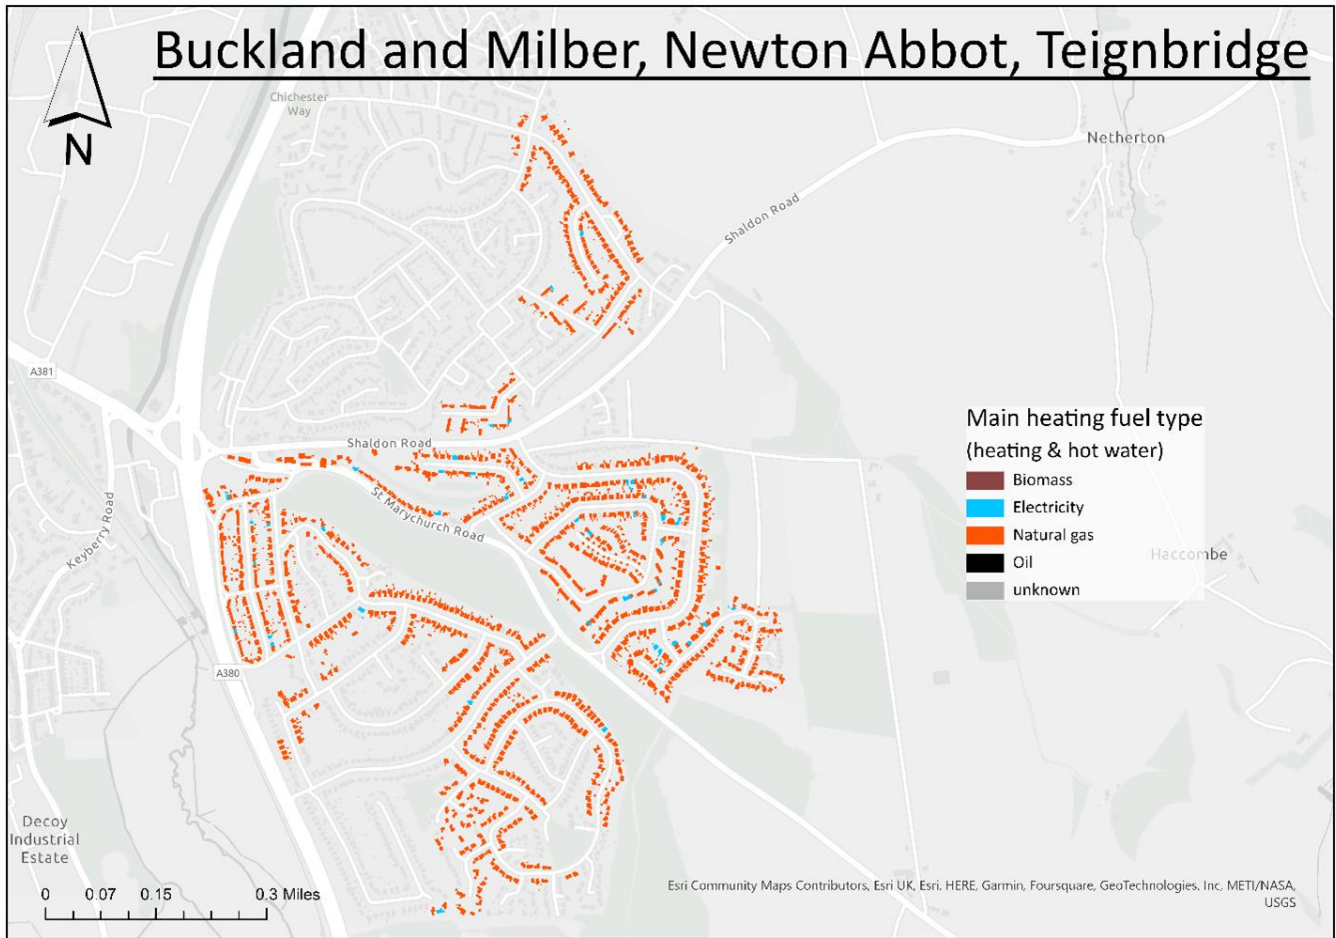 Buckland and Milber, Newton Abbot, Teignbridge
N
Chichester
Way
Netherton
Shaldon Road
A381
Shaldon Road
St Marychurch Road
Keyberry Road
A380
Haccombe
Main heating fuel type
(heating & hot water)
Biomass
Electricity
Natural gas
Oil
unknown
Decoy
Industrial
Estate
0 0.07 0.15 0.3 Miles
Esri Community Maps Contributors, Esri UK, Esri, HERE, Garmin, Foursquare, GeoTechnologies, Inc, METI/NASA,
USGS